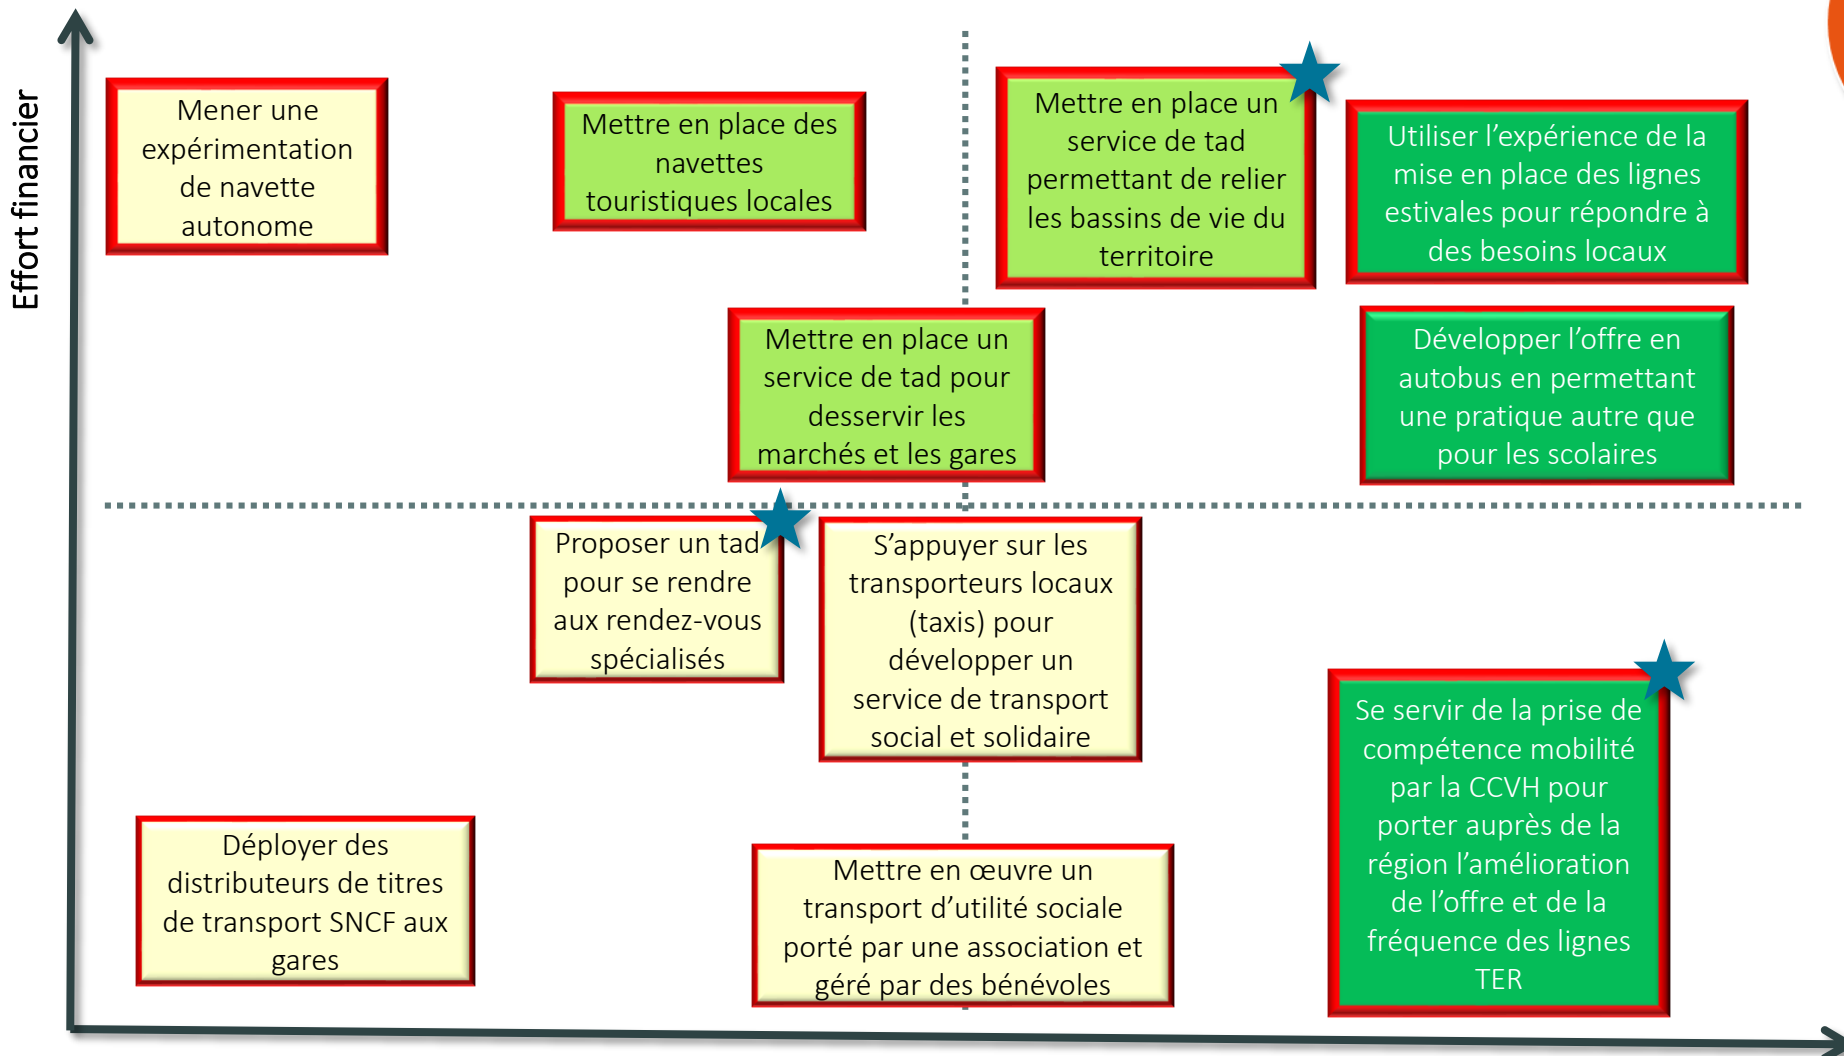 Effort financier
Mener une
expérimentation
de navette
autonome
Mettre en place des
navettes
touristiques locales
Mettre en place un
service de tad
permettant de relier
les bassins de vie du
territoire
Utiliser l’expérience de la
mise en place des lignes
estivales pour répondre à
des besoins locaux
Mettre en place un
service de tad pour
desservir les
marchés et les gares
Développer l’offre en
autobus en permettant
une pratique autre que
pour les scolaires
Proposer un tad
pour se rendre
aux rendez-vous
spécialisés
S’appuyer sur les
transporteurs locaux
(taxis) pour
développer un
service de transport
social et solidaire
Se servir de la prise de
compétence mobilité
par la CCVH pour
porter auprès de la
région l’amélioration
de l’offre et de la
fréquence des lignes
TER
Déployer des
distributeurs de titres
de transport SNCF aux
gares
Mettre en œuvre un
transport d’utilité sociale
porté par une association et
géré par des bénévoles